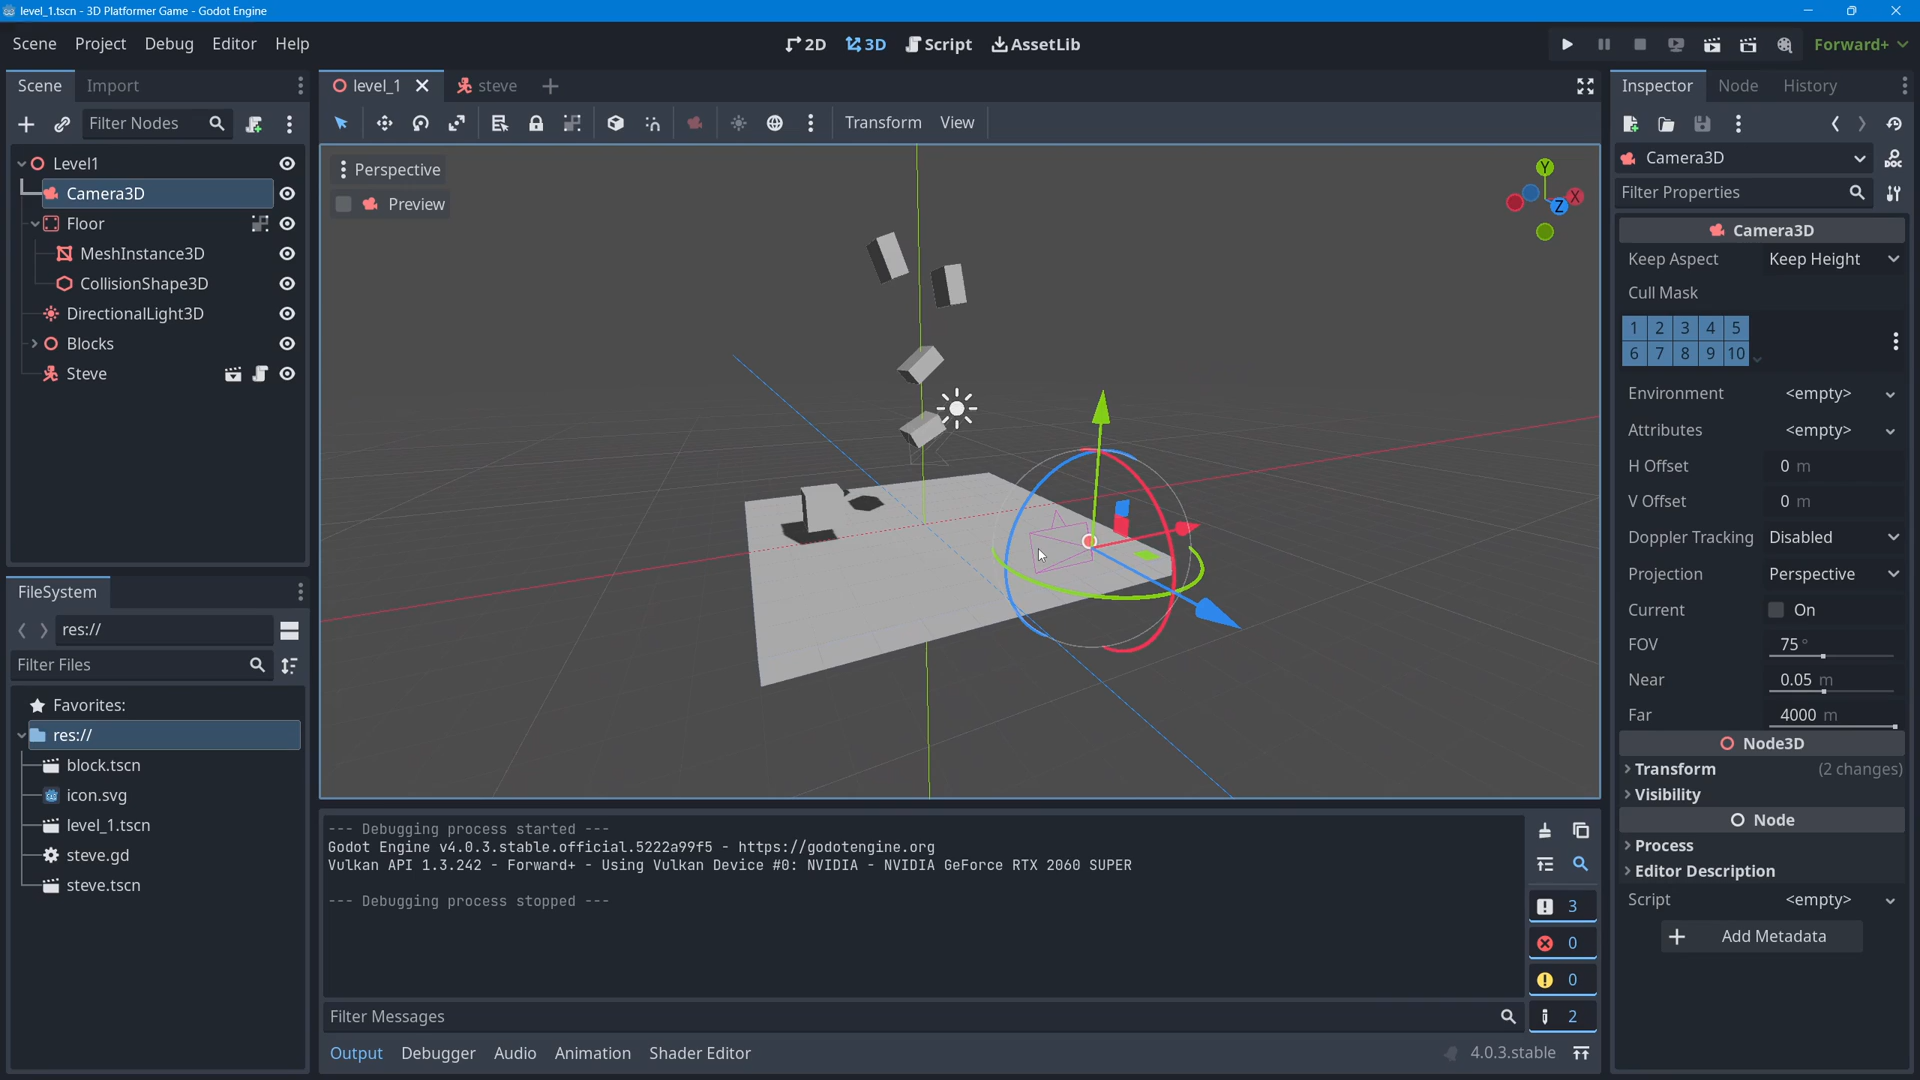 level_1.tscn - 3D Platformer Game - Godot Engine
Scene Project Debug Editor Help
2D 3D Script AssetLib
Forward+
Scene Import
Filter Nodes
Level1
Camera3D
Floor
MeshInstance3D
CollisionShape3D
DirectionalLight3D
Blocks
Steve
FileSystem
res://
Filter Files
Favorites:
res://
block.tscn
icon.svg
level_1.tscn
steve.gd
steve.tscn
level_1 steve
Transform View
Perspective
Preview
Y
X
Z
--- Debugging process started ---
Godot Engine v4.0.3.stable.official.5222a99f5 - https://godotengine.org
Vulkan API 1.3.242 - Forward+ - Using Vulkan Device #0: NVIDIA - NVIDIA GeForce RTX 2060 SUPER
--- Debugging process stopped ---
3
0
0
2
Filter Messages
Output Debugger Audio Animation Shader Editor
4.0.3.stable
Inspector Node History
Camera3D
DOC
Filter Properties
Camera3D
Keep Aspect Keep Height
Cull Mask
1 2 3 4 5
6 7 8 9 10
Environment <empty>
Attributes <empty>
H Offset 0 m
V Offset 0 m
Doppler Tracking Disabled
Projection Perspective
Current On
FOV 75 °
Near 0.05 m
Far 4000 m
Node3D
Transform (2 changes)
Visibility
Node
Process
Editor Description
Script <empty>
Add Metadata